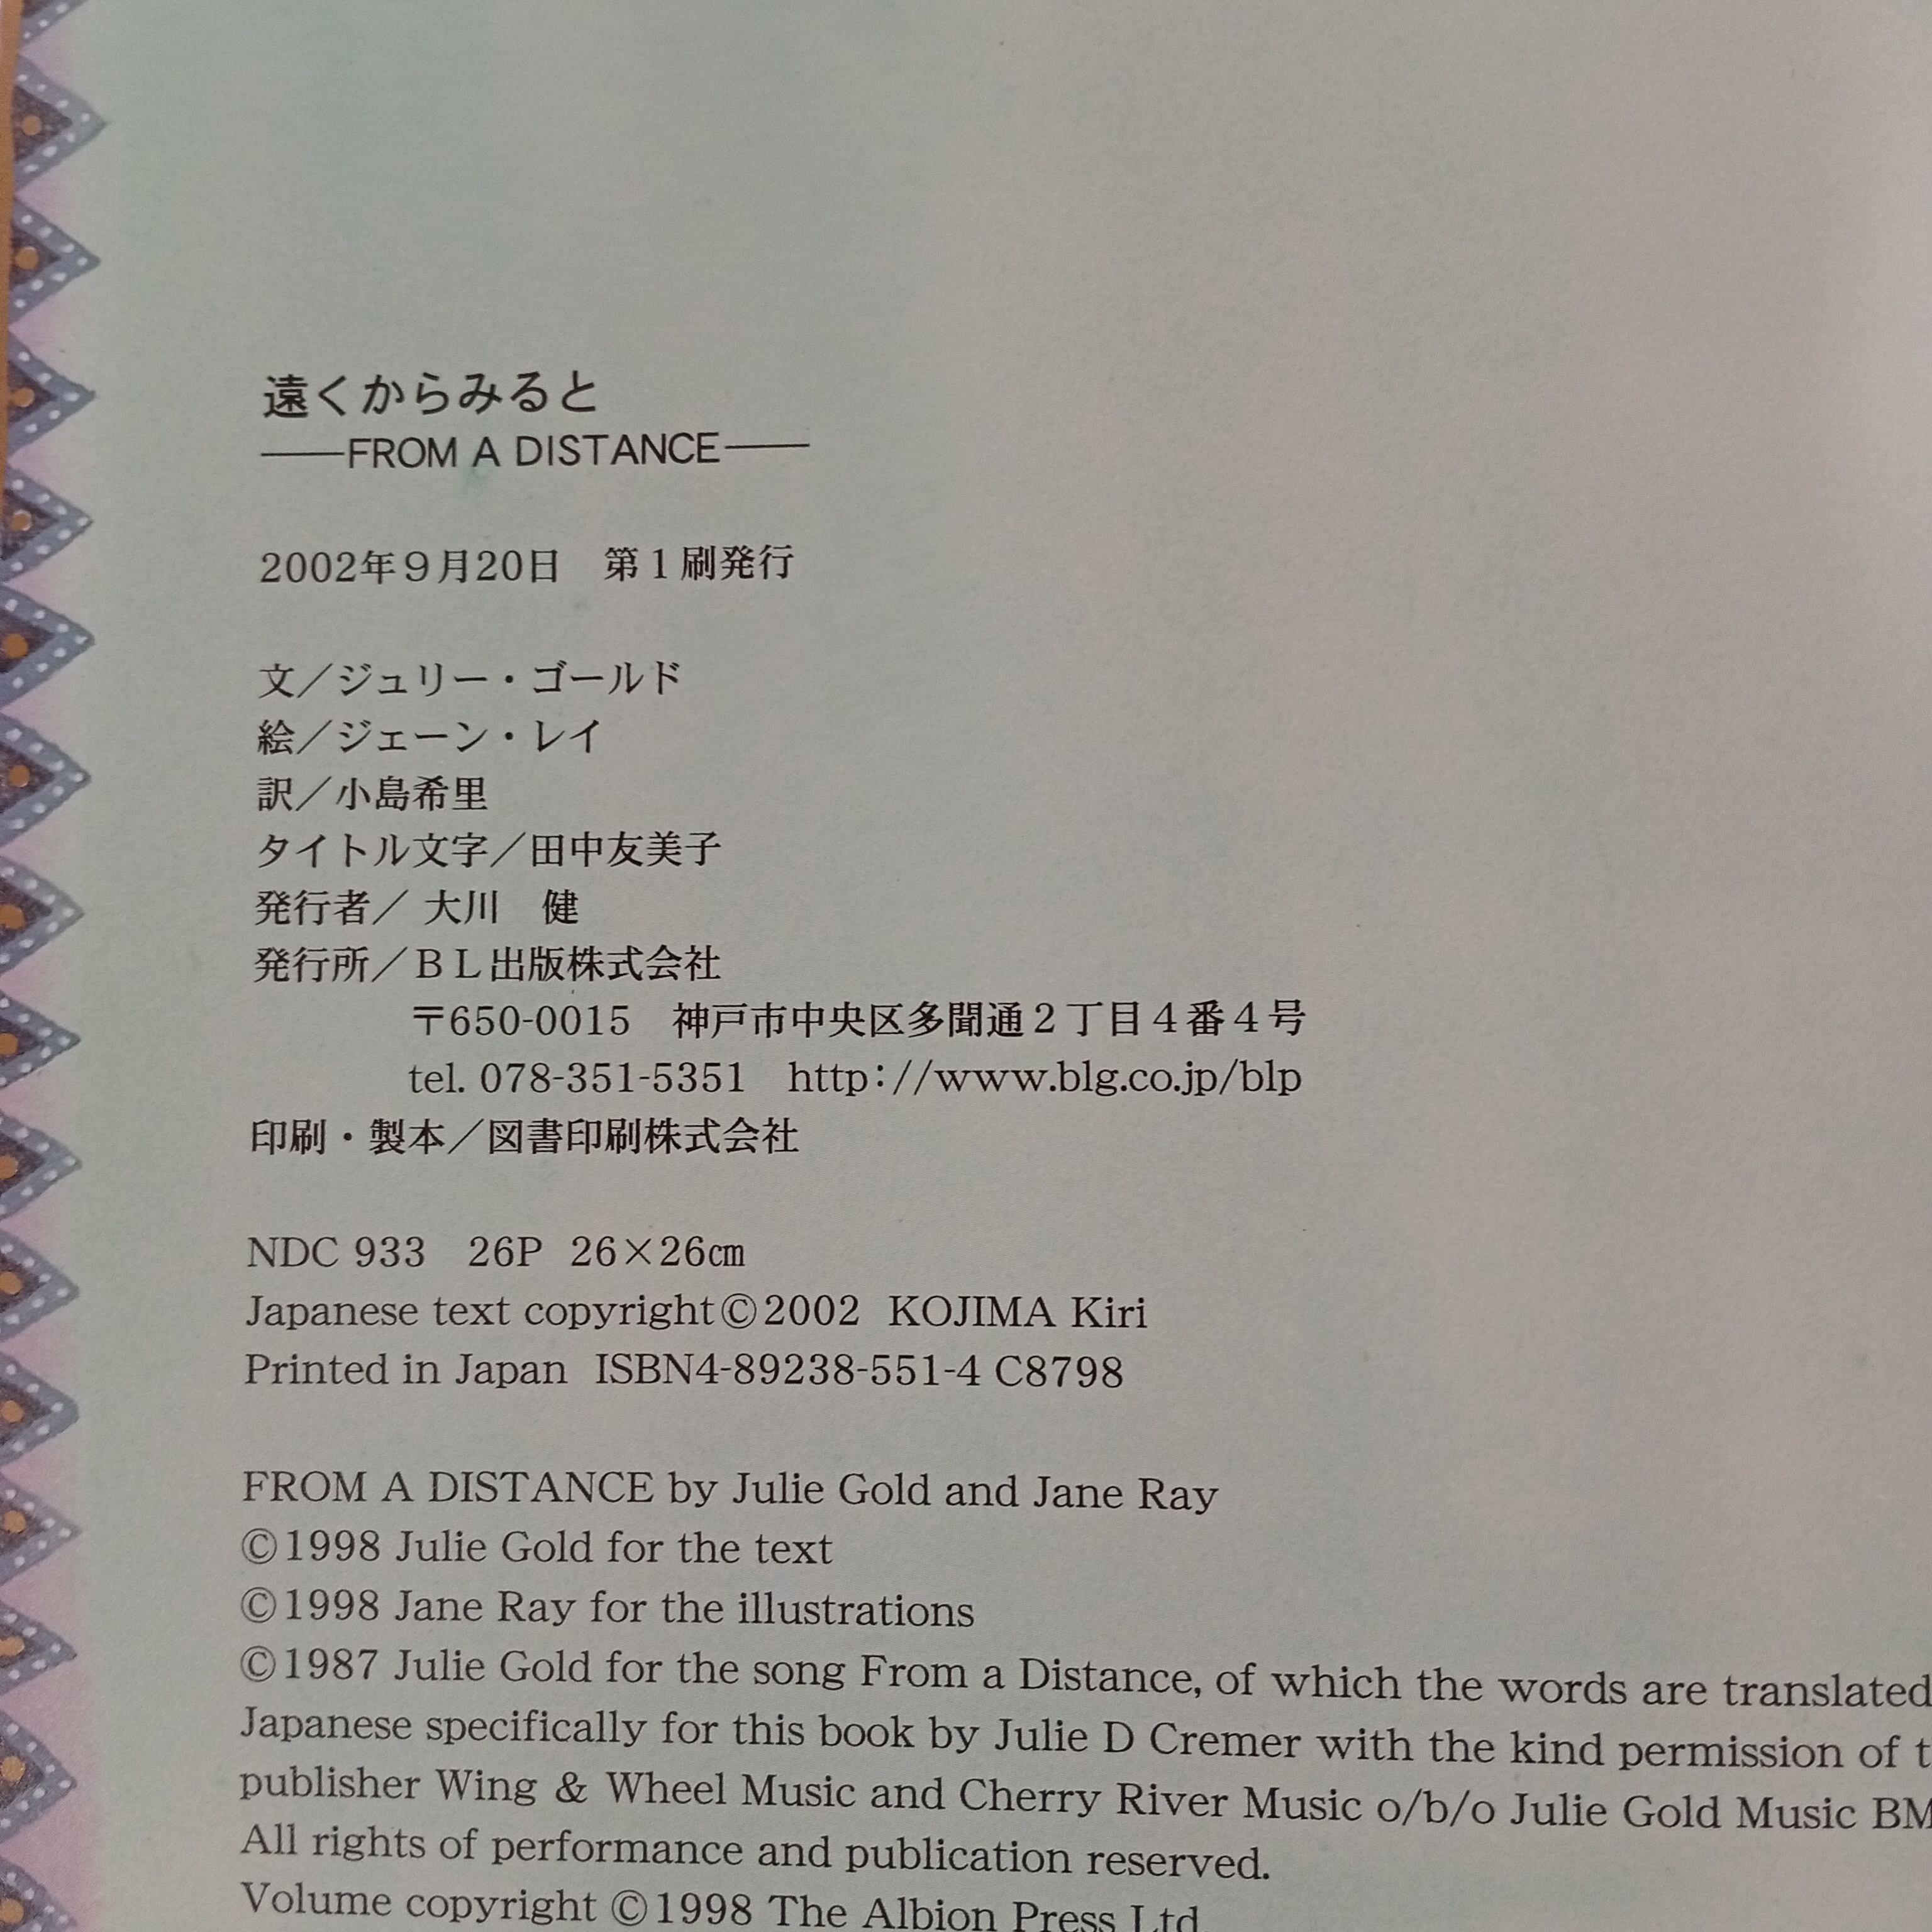 遠くからみると
——FROM A DISTANCE——
2002年9月20日　第1刷発行
文／ジュリー・ゴールド
絵／ジェーン・レイ
訳／小島希里
タイトル文字／田中友美子
発行者／ 大川　健
発行所／ＢＬ出版株式会社
〒650-0015　神戸市中央区多聞通2丁目4番4号
tel. 078-351-5351　http://www.blg.co.jp/blp
印刷・製本／図書印刷株式会社
NDC 933　26P　26×26㎝
Japanese text copyright©2002 KOJIMA Kiri
Printed in Japan ISBN4-89238-551-4 C8798
FROM A DISTANCE by Julie Gold and Jane Ray
©1998 Julie Gold for the text
©1998 Jane Ray for the illustrations
©1987 Julie Gold for the song From a Distance, of which the words are translated
Japanese specifically for this book by Julie D Cremer with the kind permission of
publisher Wing & Wheel Music and Cherry River Music o/b/o Julie Gold Music
All rights of performance and publication reserved.
Volume copyright ©1998 The Albion Press Ltd